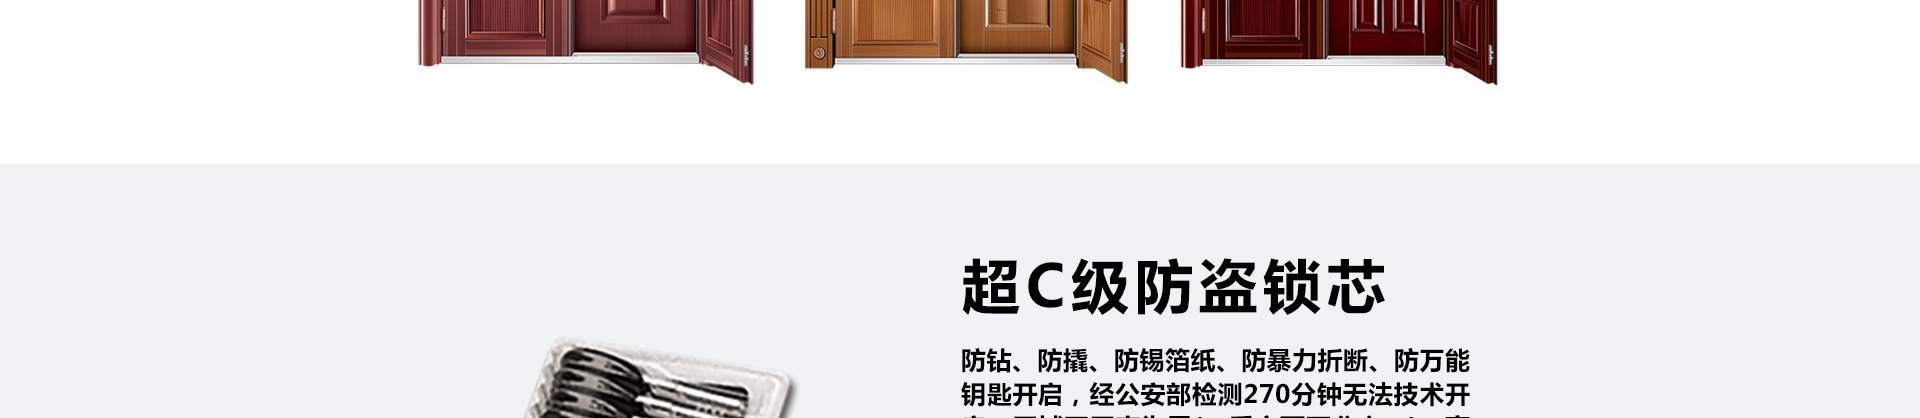 超C级防盗锁芯
防钻、防撬、防锡箔纸、防暴力折断、防万能
钥匙开启，经公安部检测270分钟无法技术开